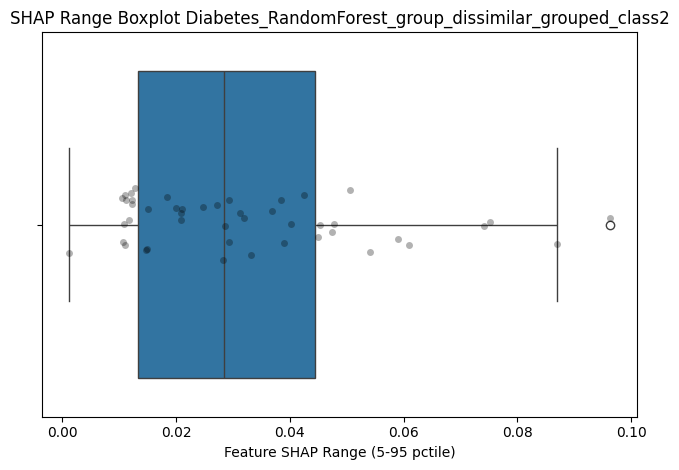 SHAP Range Boxplot Diabetes_RandomForest_group_dissimilar_grouped_class2
0.00 0.02 0.04 0.06 0.08 0.10
Feature SHAP Range (5-95 pctile)